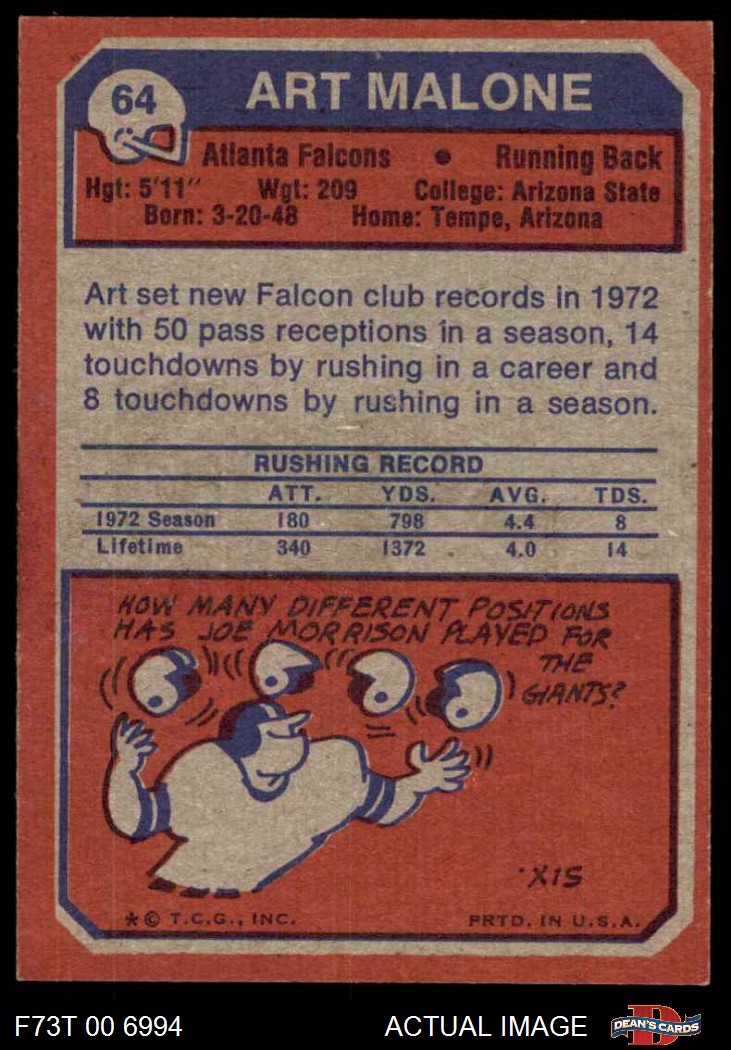 64
ART MALONE
Atlanta Falcons • Running Back
Hgt: 5'11" Wgt: 209 College: Arizona State
Born: 3-20-48 Home: Tempe, Arizona
Art set new Falcon club records in 1972
with 50 pass receptions in a season, 14
touchdowns by rushing in a career and
8 touchdowns by rushing in a season.
RUSHING RECORD
ATT. YDS. AVG. TDS.
1972 Season 180 798 4.4 8
Lifetime 340 1372 4.0 14
HOW MANY DIFFERENT POSITIONS
HAS JOE MORRISON PLAYED FOR
THE
GIANTS?
.XIS
*© T.C.G., INC. PRTD. IN U.S.A.
F73T 00 6994 ACTUAL IMAGE DEAN'S CARDS